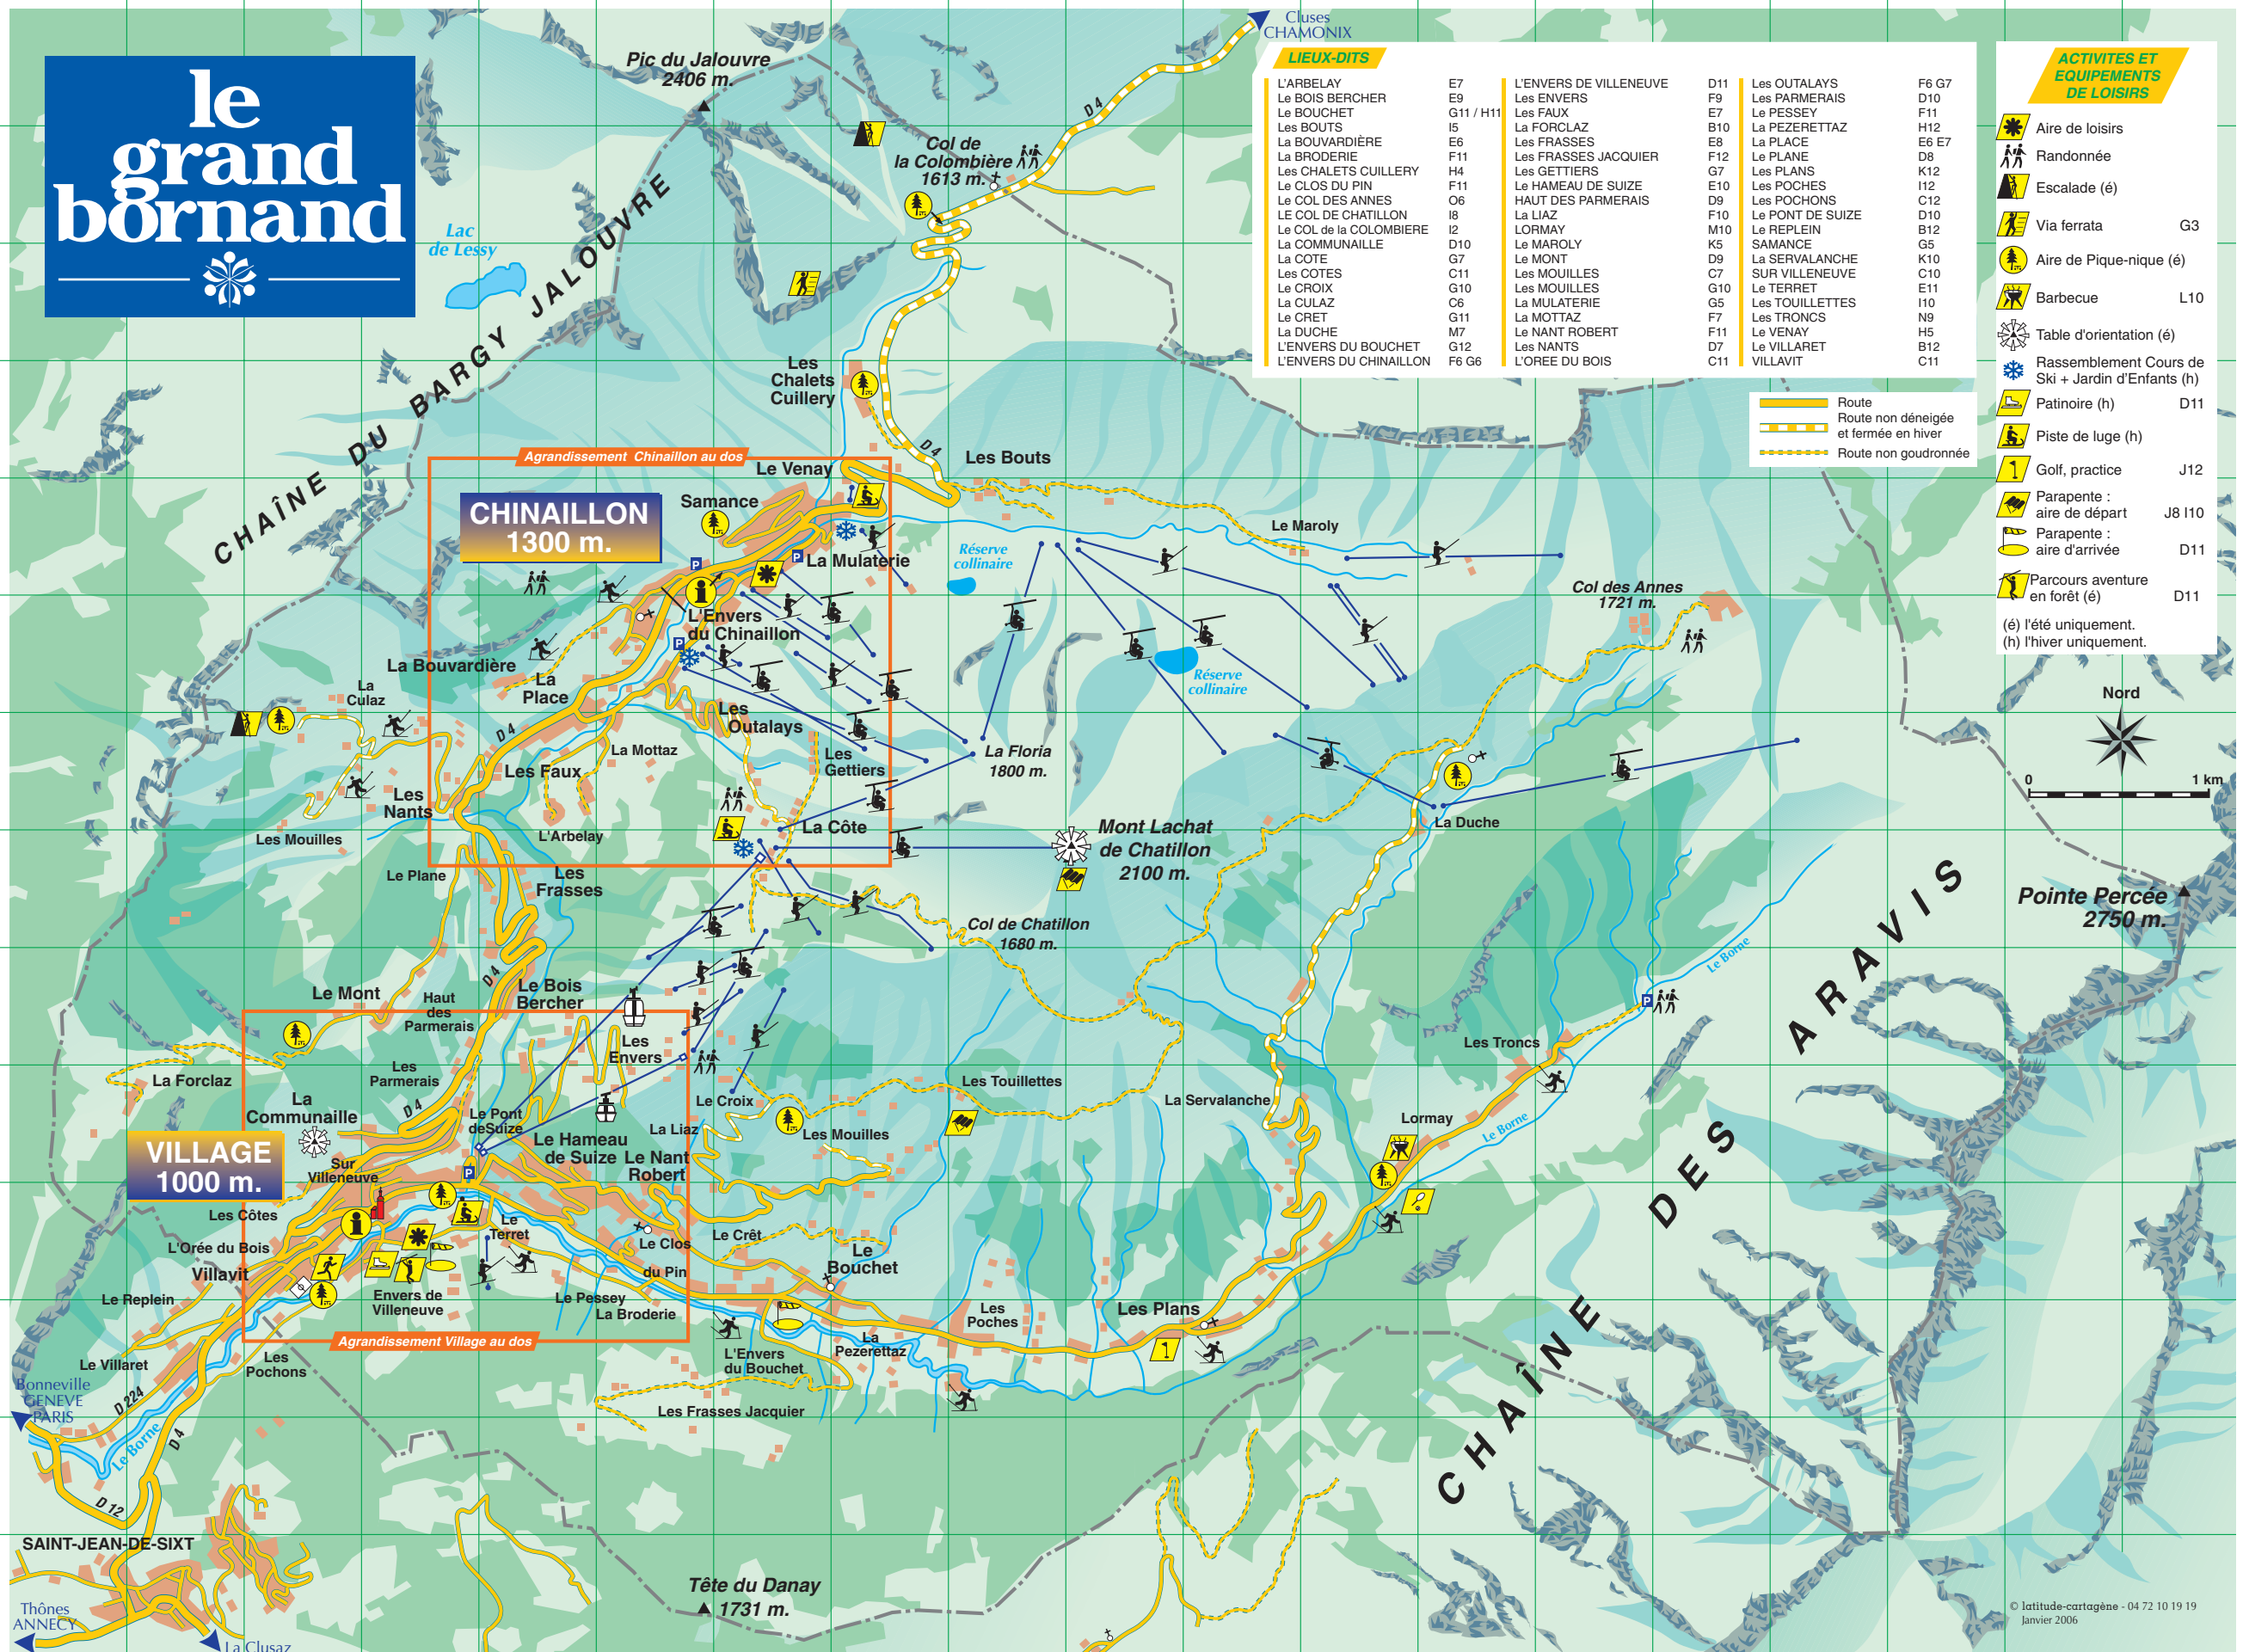 le
grand
bornand
Cluses
CHAMONIX
Pic du Jalouvre
2406 m.
D 4
Col de
la Colombière
1613 m.
Lac
de Lessy
CHAÎNE DU BARGY JALOUVRE
LIEUX-DITS
L'ARBELAY E7
Le BOIS BERCHER E9
Le BOUCHET G11 / H11
Les BOUTS I5
La BOUVARDIÈRE E6
La BRODERIE F11
Les CHALETS CUILLERY H4
Le CLOS DU PIN F11
Le COL DES ANNES O6
LE COL DE CHATILLON I8
Le COL de la COLOMBIERE I2
La COMMUNAILLE D10
La COTE G7
Les COTES C11
Le CROIX G10
La CULAZ C6
Le CRET G11
La DUCHE M7
L'ENVERS DU BOUCHET G12
L'ENVERS DU CHINAILLON F6 G6
L'ENVERS DE VILLENEUVE D11
Les ENVERS F9
Les FAUX E7
La FORCLAZ B10
Les FRASSES E8
Les FRASSES JACQUIER F12
Les GETTIERS G7
Le HAMEAU DE SUIZE E10
HAUT DES PARMERAIS D9
La LIAZ F10
LORMAY M10
Le MAROLY K5
Le MONT D9
Les MOUILLES C7
Les MOUILLES G10
La MULATERIE G5
La MOTTAZ F7
Le NANT ROBERT F11
Les NANTS D7
L'OREE DU BOIS C11
Les OUTALAYS F6 G7
Les PARMERAIS D10
Le PESSEY F11
La PEZERETTAZ H12
La PLACE E6 E7
Le PLANE D8
Les PLANS K12
Les POCHES I12
Les POCHONS C12
Le PONT DE SUIZE D10
Le REPLEIN B12
SAMANCE G5
La SERVALANCHE K10
SUR VILLENEUVE C10
Le TERRET E11
Les TOUILLETTES I10
Les TRONCS N9
Le VENAY H5
Le VILLARET B12
VILLAVIT C11
ACTIVITES ET
EQUIPEMENTS
DE LOISIRS
Aire de loisirs
Randonnée
Escalade (é)
Via ferrata G3
Aire de Pique-nique (é)
Barbecue L10
Table d'orientation (é)
Rassemblement Cours de
Ski + Jardin d'Enfants (h)
Patinoire (h) D11
Piste de luge (h)
Golf, practice J12
Parapente :
aire de départ J8 I10
Parapente :
aire d'arrivée D11
Parcours aventure
en forêt (é) D11
(é) l'été uniquement.
(h) l'hiver uniquement.
Route
Route non déneigée
et fermée en hiver
Route non goudronnée
Nord
0 1 km
Les
Chalets
Cuillery
D 4
Agrandissement Chinaillon au dos
Le Venay
Les Bouts
CHINAILLON
1300 m.
Samance
Le Maroly
Réserve
collinaire
P
P
La Mulaterie
i
Col des Annes
1721 m.
L'Envers
du Chinaillon
P
La Bouvardière
La
Place
Réserve
collinaire
La
Culaz
Les
Outalays
D 4
La Mottaz
Les
Gettiers
La Floria
1800 m.
Les Faux
Les
Nants
L'Arbelay
Les Mouilles
La Côte
La Duche
Mont Lachat
de Chatillon
2100 m.
Le Plane
Les
Frasses
Pointe Percée
2750 m.
Col de Chatillon
1680 m.
D 4
Le Borne
Le Bois
Bercher
Le Mont
Haut
des
Parmerais
P
CHAÎNE DES ARAVIS
Les
Envers
Les Troncs
La Forclaz
Les
Parmerais
Les Touillettes
La
Communaille
D 4
Le Croix
La Servalanche
Le Pont
deSuize
La Liaz
Lormay
Le Borne
Les Mouilles
Le Hameau
de Suize
Le Nant
Robert
VILLAGE
1000 m.
P
Sur
Villeneuve
Les Côtes
i
Le
Terret
Le Crêt
Le Clos
du Pin
L'Orée du Bois
Le
Bouchet
Villavit
Le Replein
Envers de
Villeneuve
Le Pessey
La Broderie
Les
Poches
Les Plans
Agrandissement Village au dos
La
Pezerettaz
L'Envers
du Bouchet
Le Villaret
Les
Pochons
Bonneville
GENEVE
PARIS
D 224
Les Frasses Jacquier
Le Borne
D 4
D 12
SAINT-JEAN-DE-SIXT
Tête du Danay
1731 m.
Thônes
ANNECY
La Clusaz
© latitude-cartagène - 04 72 10 19 19
Janvier 2006